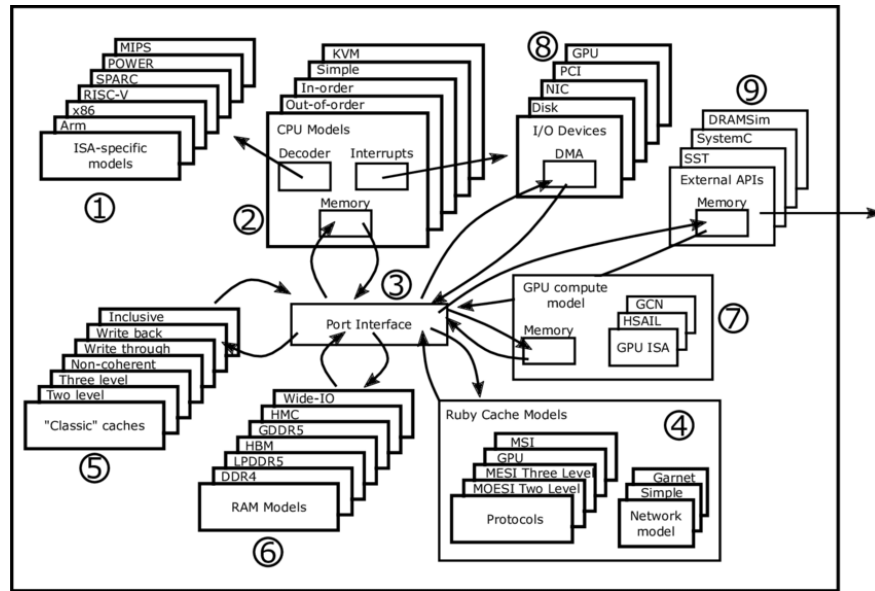 MIPS
POWER
SPARC
RISC-V
x86
Arm
ISA-specific
models
①
KVM
Simple
In-order
Out-of-order
CPU Models
Decoder Interrupts
Memory
②
⑧
GPU
PCI
NIC
Disk
I/O Devices
DMA
⑨
DRAMSim
SystemC
SST
External APIs
Memory
③
Port Interface
GPU compute
model
Memory
GCN
HSAIL
GPU ISA
⑦
Inclusive
Write back
Write through
Non-coherent
Three level
Two level
"Classic" caches
⑤
Wide-IO
HMC
GDDR5
HBM
LPDDR5
DDR4
RAM Models
⑥
Ruby Cache Models
④
MSI
GPU
MESI Three Level
MOESI Two Level
Protocols
Garnet
Simple
Network
model